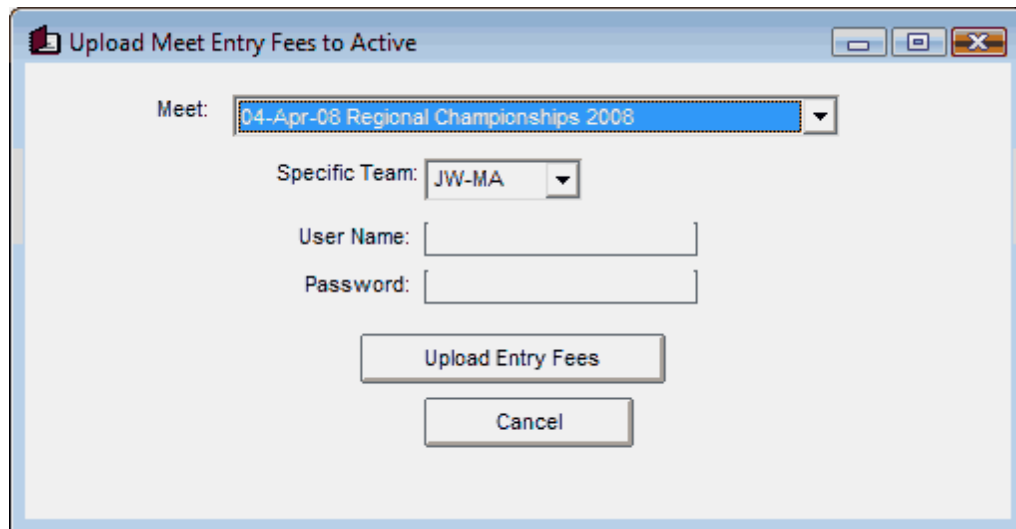 Upload Meet Entry Fees to Active
Meet: 04-Apr-08 Regional Championships 2008
Specific Team: JW-MA
User Name:
Password:
Upload Entry Fees
Cancel